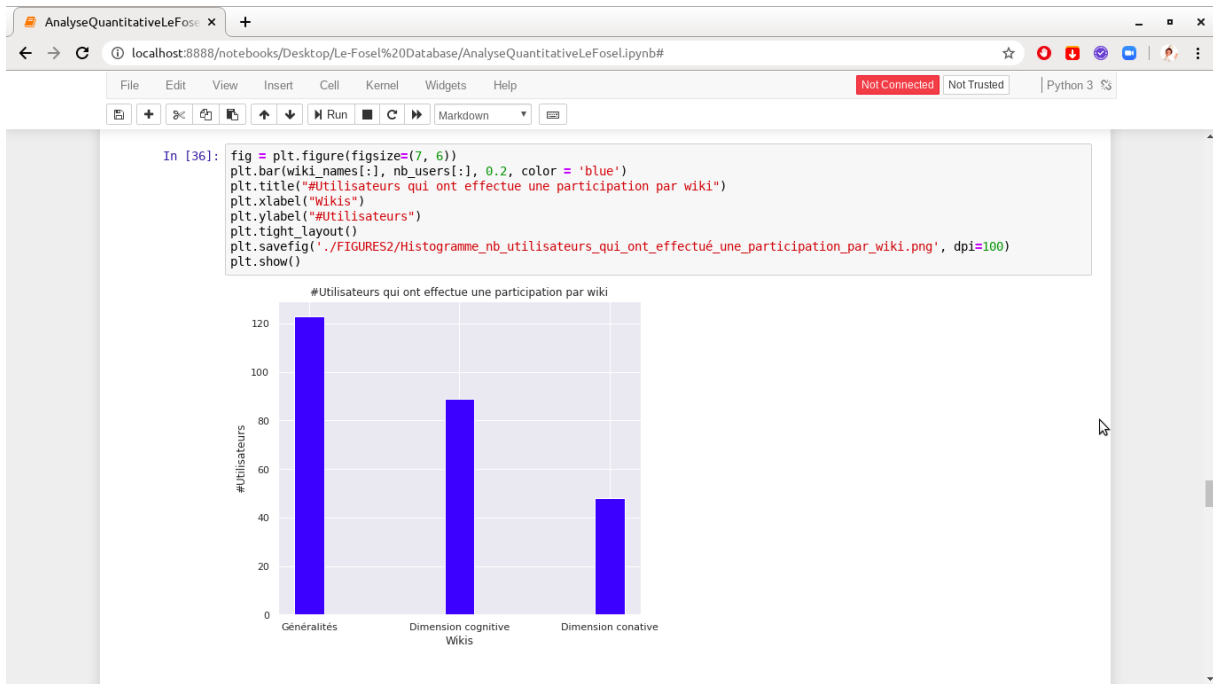 AnalyseQuantitativeLeFose
localhost:8888/notebooks/Desktop/Le-Fosel%20Database/AnalyseQuantitativeLeFosel.ipynb#
File Edit View Insert Cell Kernel Widgets Help Not Connected Not Trusted Python 3
Run Markdown
In [36]: fig = plt.figure(figsize=(7, 6))
plt.bar(wiki_names[:], nb_users[:], 0.2, color = 'blue')
plt.title("#Utilisateurs qui ont effectue une participation par wiki")
plt.xlabel("Wikis")
plt.ylabel("#Utilisateurs")
plt.tight_layout()
plt.savefig('./FIGURES2/Histogramme_nb_utilisateurs_qui_ont_effectué_une_participation_par_wiki.png', dpi=100)
plt.show()
#Utilisateurs qui ont effectue une participation par wiki
120
100
80
60
40
20
0
#Utilisateurs
Généralités Dimension cognitive Dimension conative
Wikis